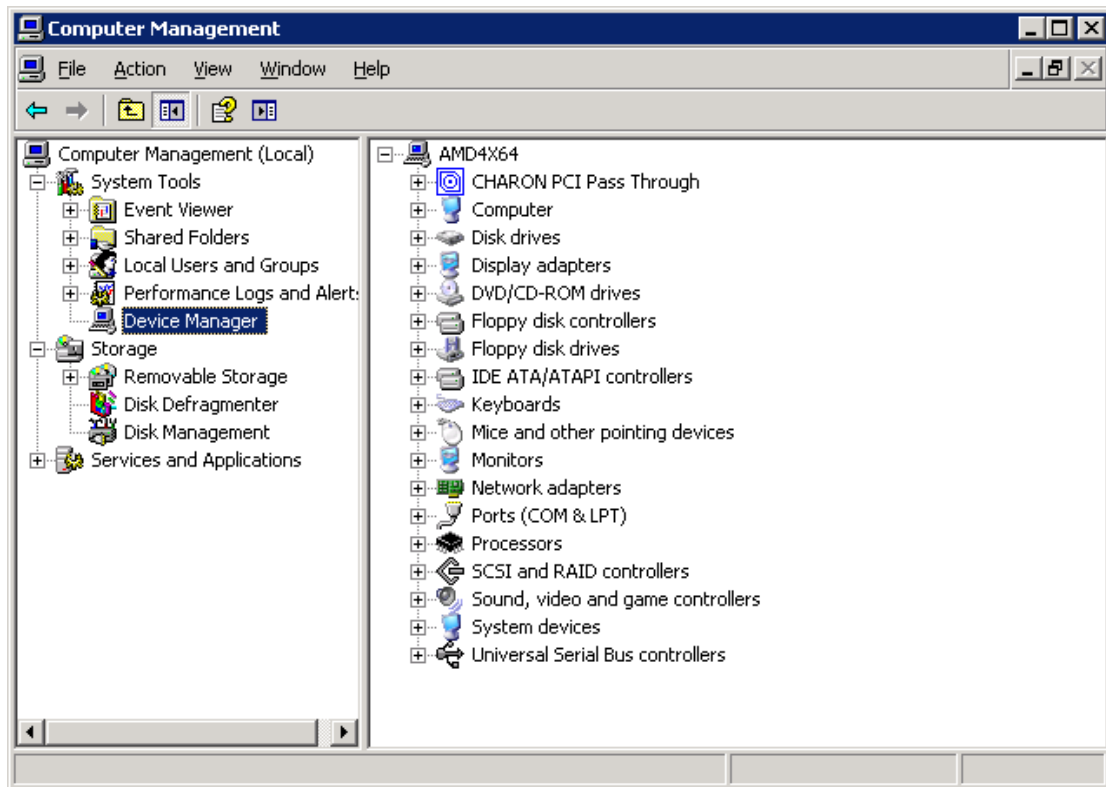 Computer Management
File Action View Window Help
Computer Management (Local)
System Tools
Event Viewer
Shared Folders
Local Users and Groups
Performance Logs and Alert
Device Manager
Storage
Removable Storage
Disk Defragmenter
Disk Management
Services and Applications
AMD4X64
CHARON PCI Pass Through
Computer
Disk drives
Display adapters
DVD/CD-ROM drives
Floppy disk controllers
Floppy disk drives
IDE ATA/ATAPI controllers
Keyboards
Mice and other pointing devices
Monitors
Network adapters
Ports (COM & LPT)
Processors
SCSI and RAID controllers
Sound, video and game controllers
System devices
Universal Serial Bus controllers